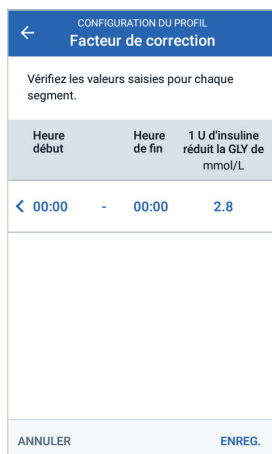 CONFIGURATION DU PROFIL
Facteur de correction
Vérifiez les valeurs saisies pour chaque
segment.
Heure début
Heure de fin
1 U d'insuline réduit la GLY de mmol/L
00:00 - 00:00 2.8
ANNULER ENREG.